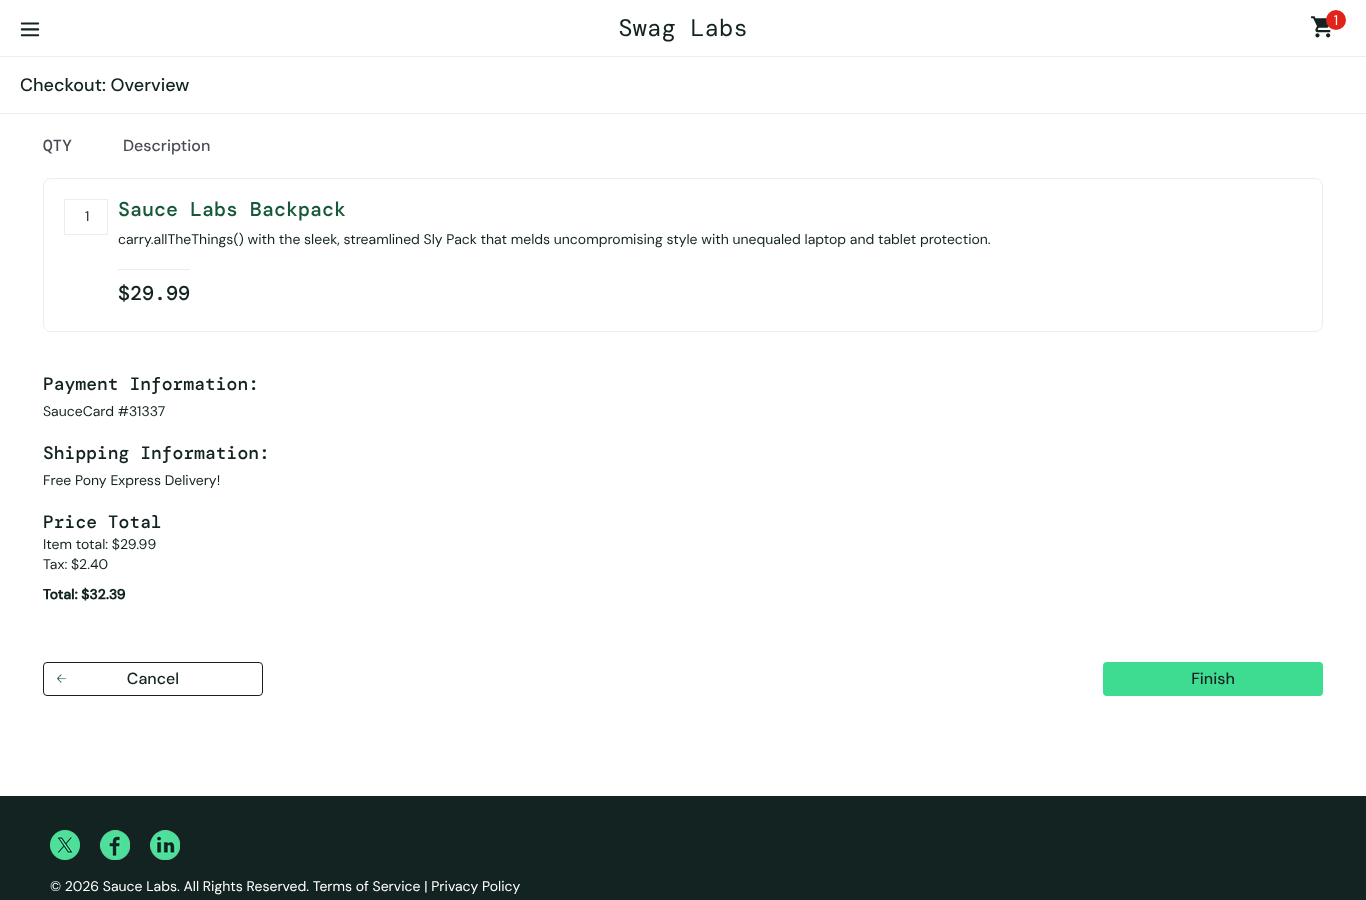 Swag Labs
1
Checkout: Overview
QTY Description
1
Sauce Labs Backpack
carry.allTheThings() with the sleek, streamlined Sly Pack that melds uncompromising style with unequaled laptop and tablet protection.
$29.99
Payment Information:
SauceCard #31337
Shipping Information:
Free Pony Express Delivery!
Price Total
Item total: $29.99
Tax: $2.40
Total: $32.39
Cancel
Finish
© 2026 Sauce Labs. All Rights Reserved. Terms of Service | Privacy Policy